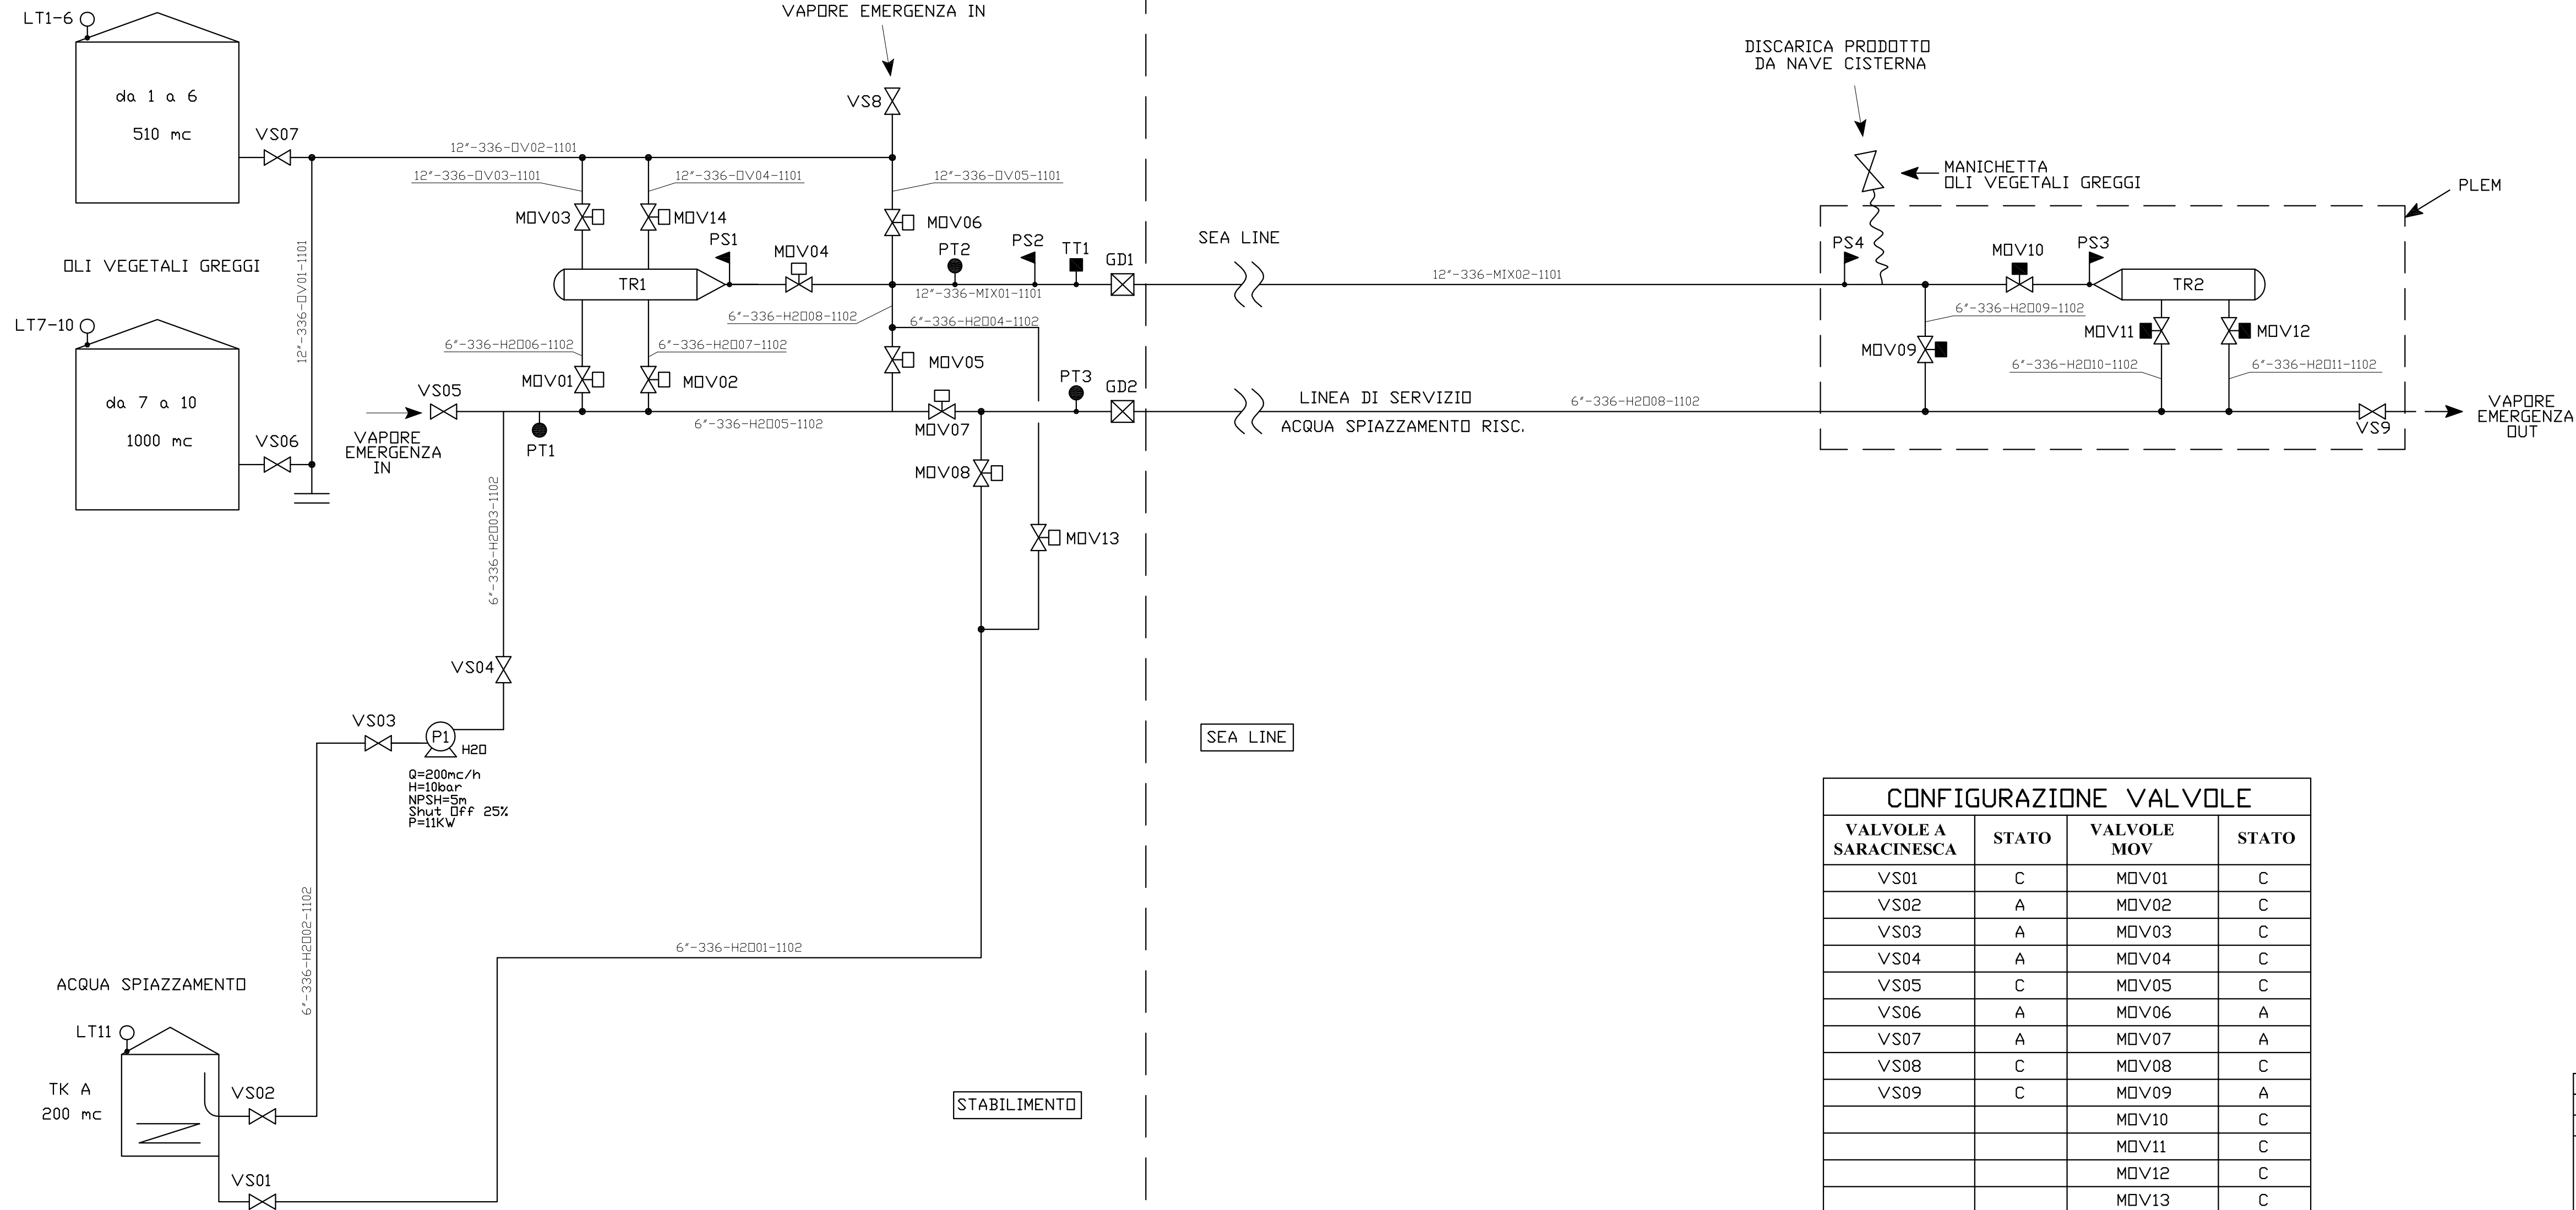 LT1-6
da 1 a 6
510 mc
VS07
OLI VEGETALI GREGGI
12"-336-OV01-1101
LT7-10
da 7 a 10
1000 mc
VS06
VAPORE EMERGENZA IN
VS8
12"-336-OV02-1101
12"-336-OV03-1101
12"-336-OV04-1101
12"-336-OV05-1101
MOV03
MOV14
MOV06
PS1
MOV04
PT2
PS2
TT1
GD1
TR1
12"-336-MIX01-1101
6"-336-H2O08-1102
6"-336-H2O04-1102
6"-336-H2O06-1102
6"-336-H2O07-1102
MOV05
MOV01
MOV02
PT3
GD2
VS05
VAPORE
EMERGENZA
IN
PT1
6"-336-H2O05-1102
MOV07
MOV08
MOV13
6"-336-H2O03-1102
VS04
VS03
P1
H2O
Q=200mc/h
H=10bar
NPSH=5m
Shut Off 25%
P=11KW
6"-336-H2O02-1102
6"-336-H2O01-1102
ACQUA SPIAZZAMENTO
LT11
TK A
200 mc
VS02
VS01
STABILIMENTO
SEA LINE
SEA LINE
12"-336-MIX02-1101
LINEA DI SERVIZIO
ACQUA SPIAZZAMENTO RISC.
6"-336-H2O08-1102
DISCARICA PRODOTTO
DA NAVE CISTERNA
MANICHETTA
OLI VEGETALI GREGGI
PLEM
PS4
MOV10
PS3
TR2
6"-336-H2O09-1102
MOV09
MOV11
MOV12
6"-336-H2O10-1102
6"-336-H2O11-1102
VS9
VAPORE
EMERGENZA
OUT
CONFIGURAZIONE VALVOLE
VALVOLE A SARACINESCA STATO VALVOLE MOV STATO
VS01 C MOV01 C
VS02 A MOV02 C
VS03 A MOV03 C
VS04 A MOV04 C
VS05 C MOV05 C
VS06 A MOV06 A
VS07 A MOV07 A
VS08 C MOV08 C
VS09 C MOV09 A
MOV10 C
MOV11 C
MOV12 C
MOV13 C